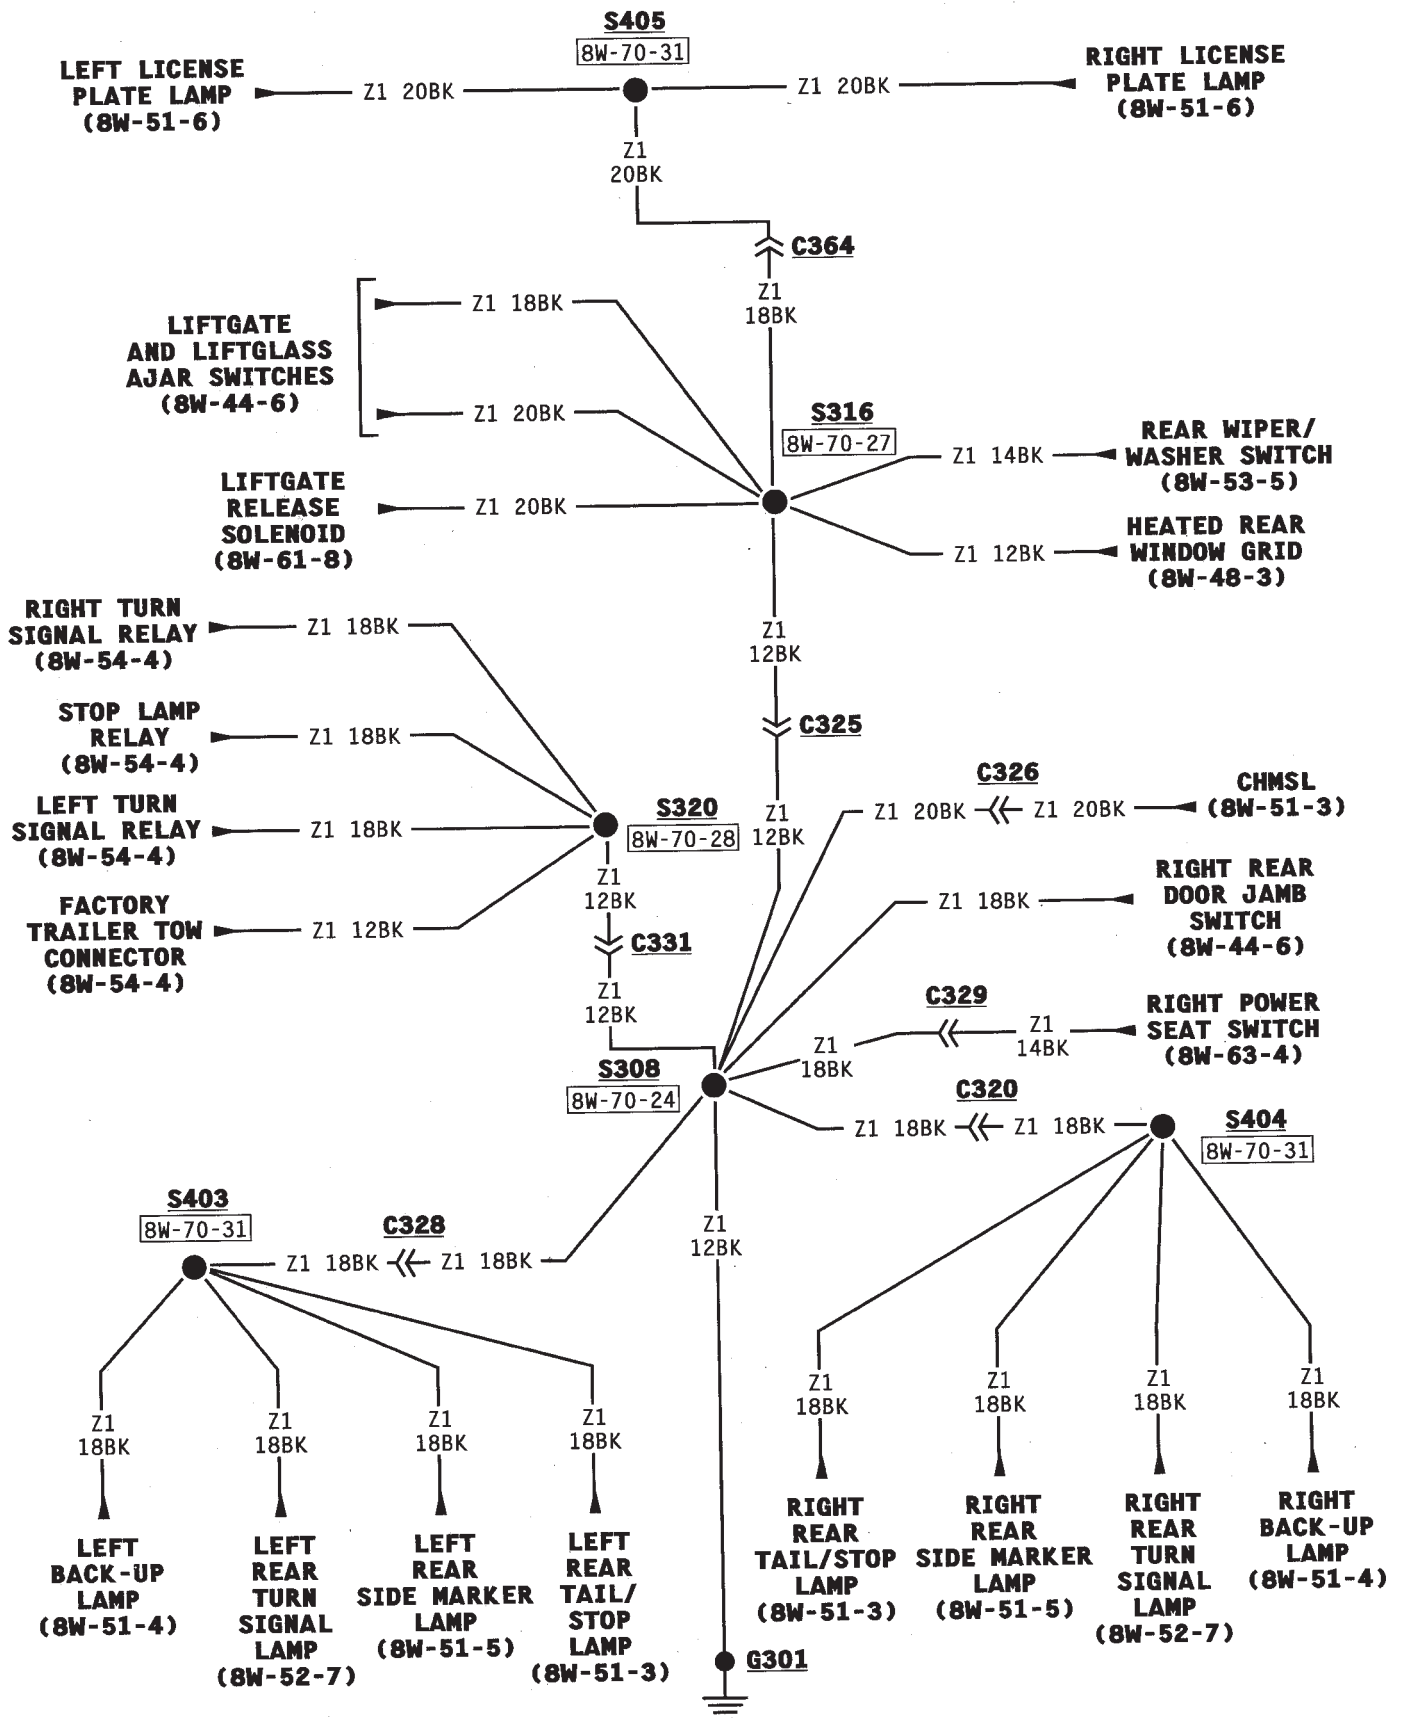 S405
8W-70-31
LEFT LICENSE
PLATE LAMP
(8W-51-6)
Z1 20BK
Z1 20BK
RIGHT LICENSE
PLATE LAMP
(8W-51-6)
Z1
20BK
C364
Z1
18BK
LIFTGATE
AND LIFTGLASS
AJAR SWITCHES
(8W-44-6)
Z1 18BK
Z1 20BK
S316
8W-70-27
Z1 14BK
REAR WIPER/
WASHER SWITCH
(8W-53-5)
LIFTGATE
RELEASE
SOLENOID
(8W-61-8)
Z1 20BK
Z1 12BK
HEATED REAR
WINDOW GRID
(8W-48-3)
RIGHT TURN
SIGNAL RELAY
(8W-54-4)
Z1 18BK
Z1
12BK
STOP LAMP
RELAY
(8W-54-4)
Z1 18BK
C325
LEFT TURN
SIGNAL RELAY
(8W-54-4)
Z1 18BK
S320
8W-70-28
Z1
12BK
C326
Z1 20BK
Z1 20BK
CHMSL
(8W-51-3)
FACTORY
TRAILER TOW
CONNECTOR
(8W-54-4)
Z1 12BK
Z1
12BK
C331
Z1
12BK
Z1 18BK
RIGHT REAR
DOOR JAMB
SWITCH
(8W-44-6)
C329
Z1
18BK
Z1
14BK
RIGHT POWER
SEAT SWITCH
(8W-63-4)
S308
8W-70-24
C320
Z1 18BK
Z1 18BK
S404
8W-70-31
S403
8W-70-31
C328
Z1 18BK
Z1 18BK
Z1
12BK
Z1
18BK
Z1
18BK
Z1
18BK
Z1
18BK
Z1
18BK
Z1
18BK
Z1
18BK
Z1
18BK
LEFT
BACK-UP
LAMP
(8W-51-4)
LEFT
REAR
TURN
SIGNAL
LAMP
(8W-52-7)
LEFT
REAR
SIDE MARKER
LAMP
(8W-51-5)
LEFT
REAR
TAIL/
STOP
LAMP
(8W-51-3)
RIGHT
REAR
TAIL/STOP
LAMP
(8W-51-3)
RIGHT
REAR
SIDE MARKER
LAMP
(8W-51-5)
RIGHT
REAR
TURN
SIGNAL
LAMP
(8W-52-7)
RIGHT
BACK-UP
LAMP
(8W-51-4)
G301